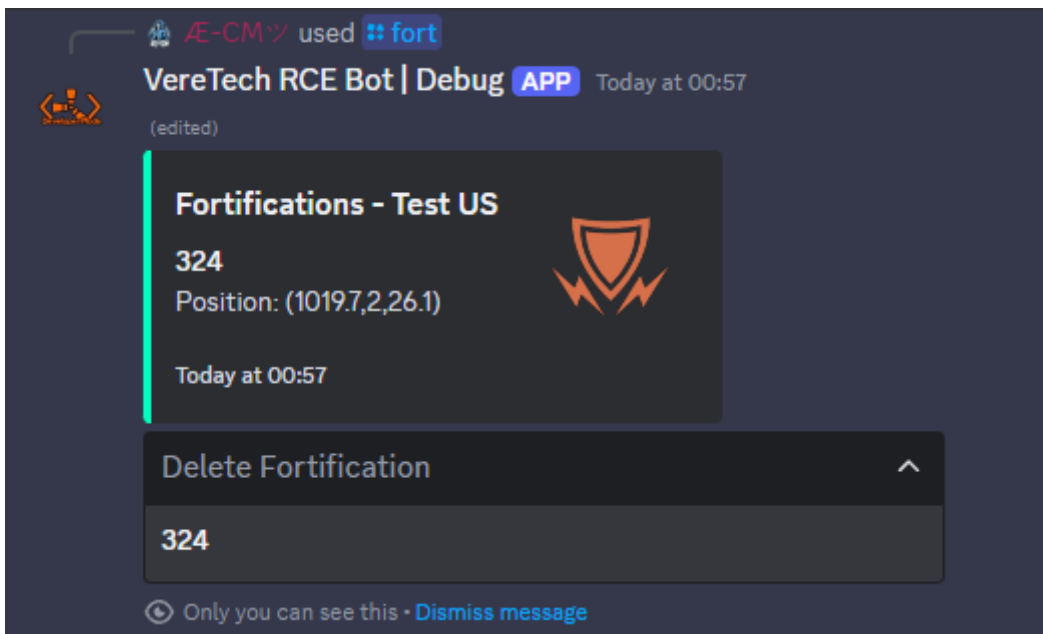 Æ-CMツ used fort
VereTech RCE Bot | Debug APP Today at 00:57
(edited)
Fortifications - Test US
324
Position: (1019.7,2,26.1)
Today at 00:57
Delete Fortification
324
Only you can see this • Dismiss message